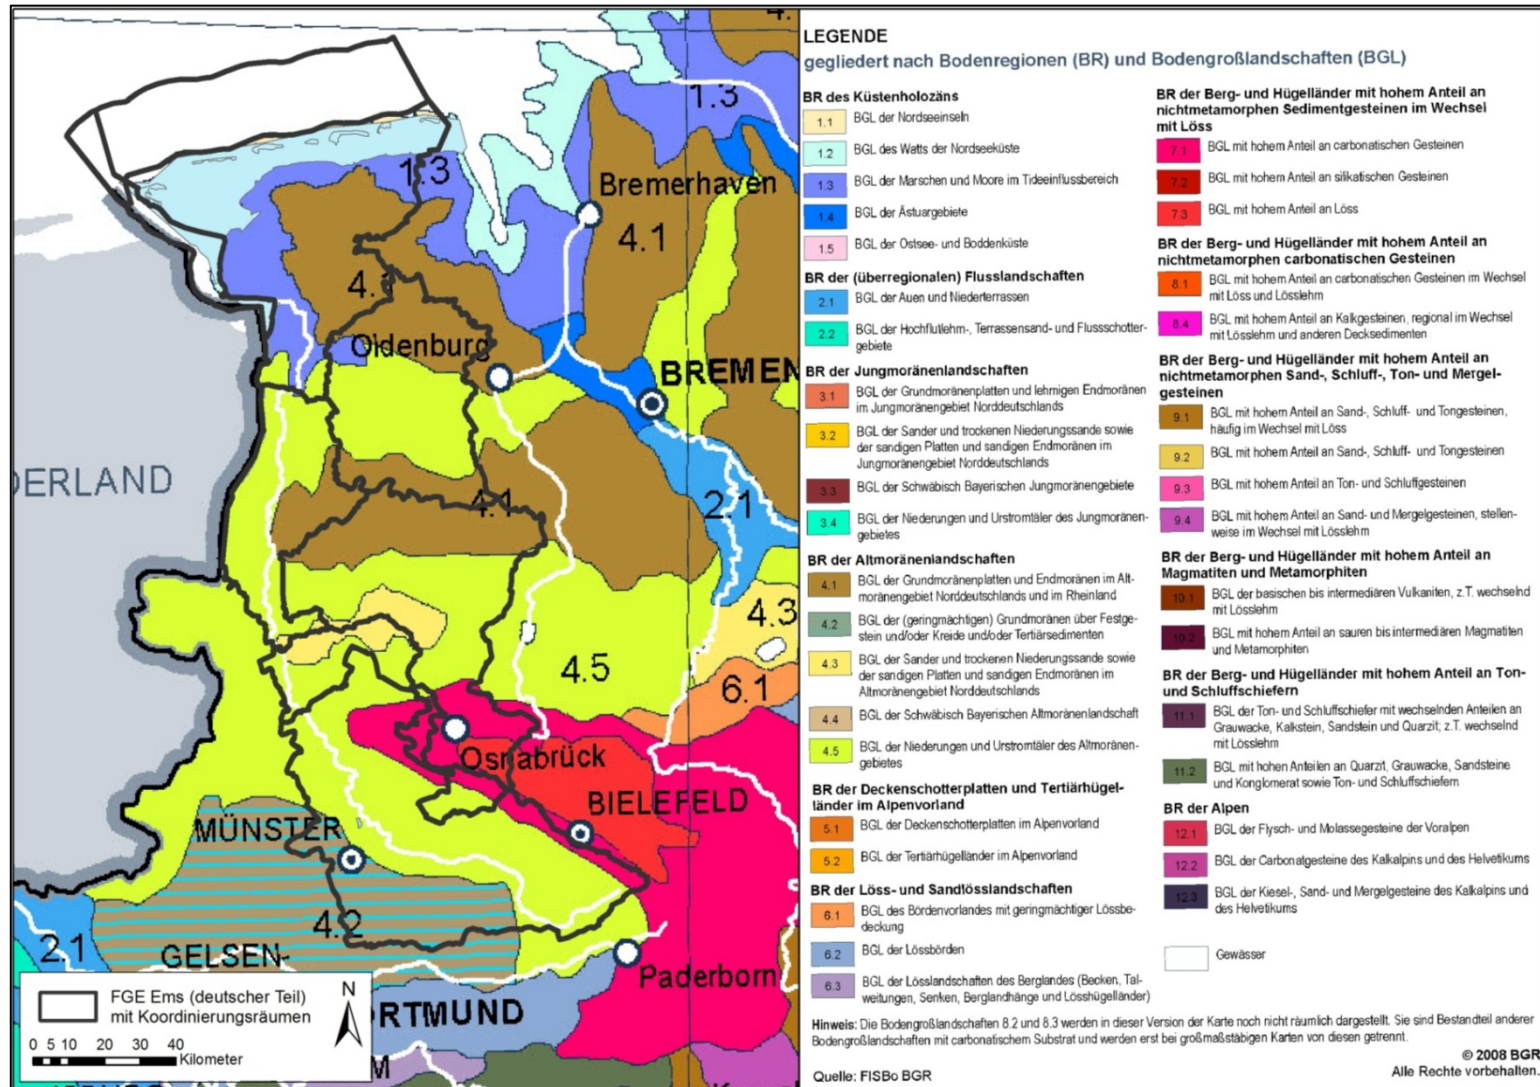 4.
1.3
1.3
Bremerhaven
4.1
4.1
Oldenburg
BREMEN
DERLAND
4.1
2.1
4.3
4.5
6.1
Osnabrück
BIELEFELD
MÜNSTER
4.2
2.1
GELSEN-
Paderborn
RTMUND
M
FGE Ems (deutscher Teil)
mit Koordinierungsräumen
N
0 5 10 20 30 40
Kilometer
LEGENDE
gegliedert nach Bodenregionen (BR) und Bodengroßlandschaften (BGL)
BR des Küstenholozäns
1.1 BGL der Nordseeinseln
1.2 BGL des Watts der Nordseeküste
1.3 BGL der Marschen und Moore im Tideeinflussbereich
1.4 BGL der Ästuargebiete
1.5 BGL der Ostsee- und Boddenküste
BR der (überregionalen) Flusslandschaften
2.1 BGL der Auen und Niederterrassen
2.2 BGL der Hochflutlehm-, Terrassensand- und Flussschotter-
gebiete
BR der Jungmoränenlandschaften
3.1 BGL der Grundmoränenplatten und lehmigen Endmoränen
im Jungmoränengebiet Norddeutschlands
3.2 BGL der Sander und trockenen Niederungssande sowie
der sandigen Platten und sandigen Endmoränen im
Jungmoränengebiet Norddeutschlands
3.3 BGL der Schwäbisch Bayerischen Jungmoränengebiete
3.4 BGL der Niederungen und Urstromtäler des Jungmoränen-
gebietes
BR der Altmoränenlandschaften
4.1 BGL der Grundmoränenplatten und Endmoränen im Alt-
moränengebiet Norddeutschlands und im Rheinland
4.2 BGL der (geringmächtigen) Grundmoränen über Festge-
stein und/oder Kreide und/oder Tertiärsedimenten
4.3 BGL der Sander und trockenen Niederungssande sowie
der sandigen Platten und sandigen Endmoränen im
Altmoränengebiet Norddeutschlands
4.4 BGL der Schwäbisch Bayerischen Altmoränenlandschaft
4.5 BGL der Niederungen und Urstromtäler des Altmoränen-
gebietes
BR der Deckenschotterplatten und Tertiärhügel-
länder im Alpenvorland
5.1 BGL der Deckenschotterplatten im Alpenvorland
5.2 BGL der Tertiärhügelländer im Alpenvorland
BR der Löss- und Sandlösslandschaften
6.1 BGL des Bördenvorlandes mit geringmächtiger Lössbe-
deckung
6.2 BGL der Lössbörden
6.3 BGL der Lösslandschaften des Berglandes (Becken, Tal-
weitungen, Senken, Berglandhänge und Lösshügelländer)
BR der Berg- und Hügelländer mit hohem Anteil an
nichtmetamorphen Sedimentgesteinen im Wechsel
mit Löss
7.1 BGL mit hohem Anteil an carbonatischen Gesteinen
7.2 BGL mit hohem Anteil an silikatischen Gesteinen
7.3 BGL mit hohem Anteil an Löss
BR der Berg- und Hügelländer mit hohem Anteil an
nichtmetamorphen carbonatischen Gesteinen
8.1 BGL mit hohem Anteil an carbonatischen Gesteinen im Wechsel
mit Löss und Lösslehm
8.4 BGL mit hohem Anteil an Kalkgesteinen, regional im Wechsel
mit Lösslehm und anderen Decksedimenten
BR der Berg- und Hügelländer mit hohem Anteil an
nichtmetamorphen Sand-, Schluff-, Ton- und Mergel-
gesteinen
9.1 BGL mit hohem Anteil an Sand-, Schluff- und Tongesteinen,
häufig im Wechsel mit Löss
9.2 BGL mit hohem Anteil an Sand-, Schluff- und Tongesteinen
9.3 BGL mit hohem Anteil an Ton- und Schluffgesteinen
9.4 BGL mit hohem Anteil an Sand- und Mergelgesteinen, stellen-
weise im Wechsel mit Lösslehm
BR der Berg- und Hügelländer mit hohem Anteil an
Magmatiten und Metamorphiten
10.1 BGL der basischen bis intermediären Vulkaniten, z.T. wechselnd
mit Lösslehm
10.2 BGL mit hohem Anteil an sauren bis intermediären Magmatiten
und Metamorphiten
BR der Berg- und Hügelländer mit hohem Anteil an Ton-
und Schluffschiefern
11.1 BGL der Ton- und Schluffschiefer mit wechselnden Anteilen an
Grauwacke, Kalkstein, Sandstein und Quarzit; z.T. wechselnd
mit Lösslehm
11.2 BGL mit hohen Anteilen an Quarzit, Grauwacke, Sandsteine
und Konglomerat sowie Ton- und Schluffschiefern
BR der Alpen
12.1 BGL der Flysch- und Molassegesteine der Voralpen
12.2 BGL der Carbonatgesteine des Kalkalpins und des Helvetikums
12.3 BGL der Kiesel-, Sand- und Mergelgesteine des Kalkalpins und
des Helvetikums
Gewässer
Hinweis: Die Bodengroßlandschaften 8.2 und 8.3 werden in dieser Version der Karte noch nicht räumlich dargestellt. Sie sind Bestandteil anderer
Bodengroßlandschaften mit carbonatischem Substrat und werden erst bei großmaßstäbigen Karten von diesen getrennt.
© 2008 BGR
Quelle: FISBo BGR
Alle Rechte vorbehalten.